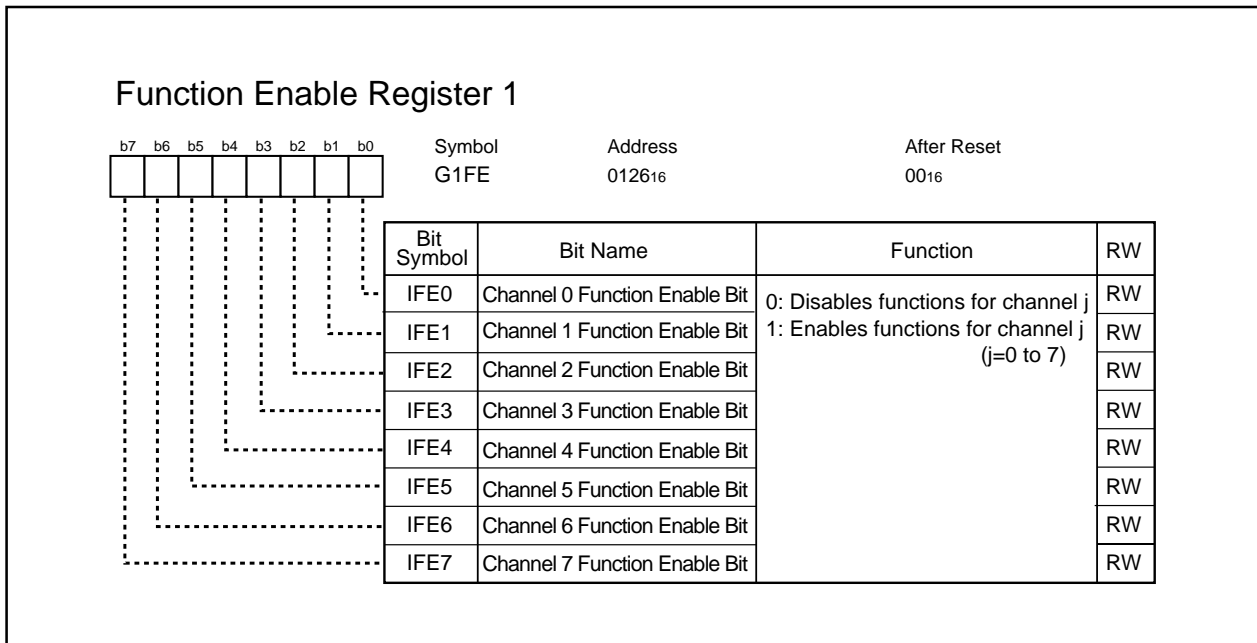 Function Enable Register 1
b7 b6 b5 b4 b3 b2 b1 b0
Symbol Address After Reset
G1FE 012616 0016
Bit Symbol Bit Name Function RW
IFE0 Channel 0 Function Enable Bit 0: Disables functions for channel j RW
IFE1 Channel 1 Function Enable Bit 1: Enables functions for channel j RW
(j=0 to 7)
IFE2 Channel 2 Function Enable Bit RW
IFE3 Channel 3 Function Enable Bit RW
IFE4 Channel 4 Function Enable Bit RW
IFE5 Channel 5 Function Enable Bit RW
IFE6 Channel 6 Function Enable Bit RW
IFE7 Channel 7 Function Enable Bit RW